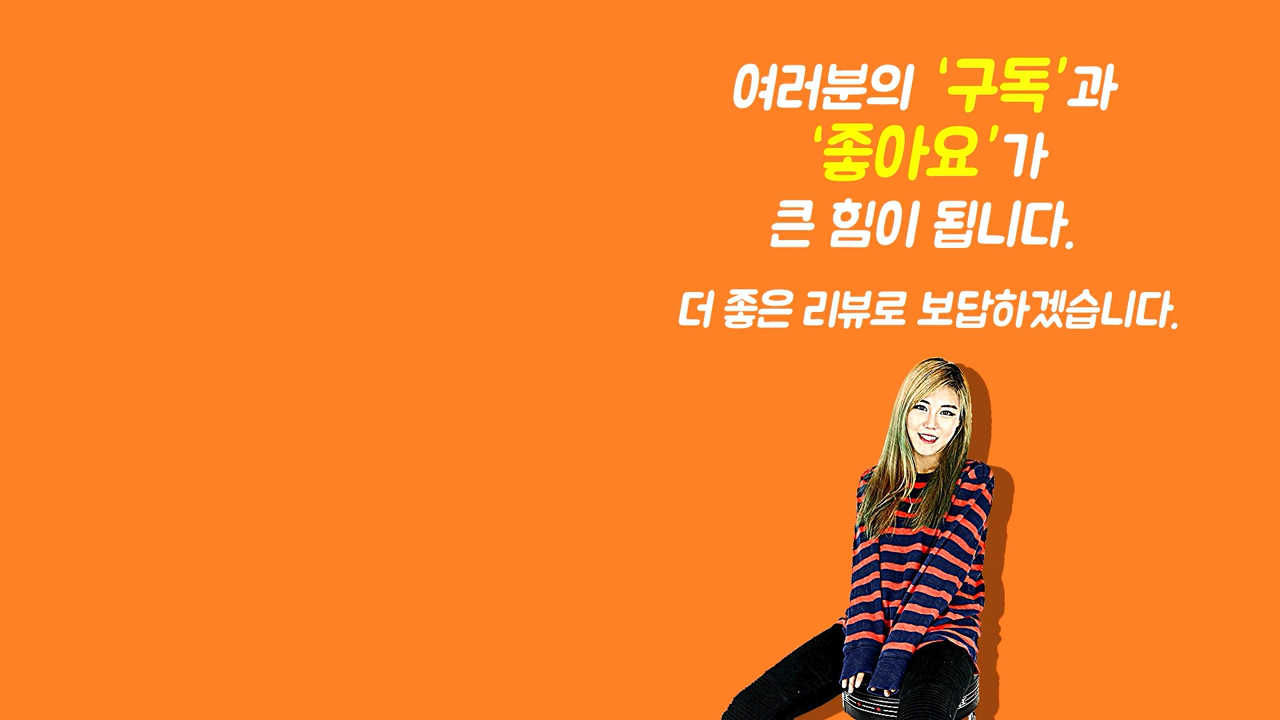 여러분의 ‘구독’과
‘좋아요’가
큰 힘이 됩니다.
더 좋은 리뷰로 보답하겠습니다.